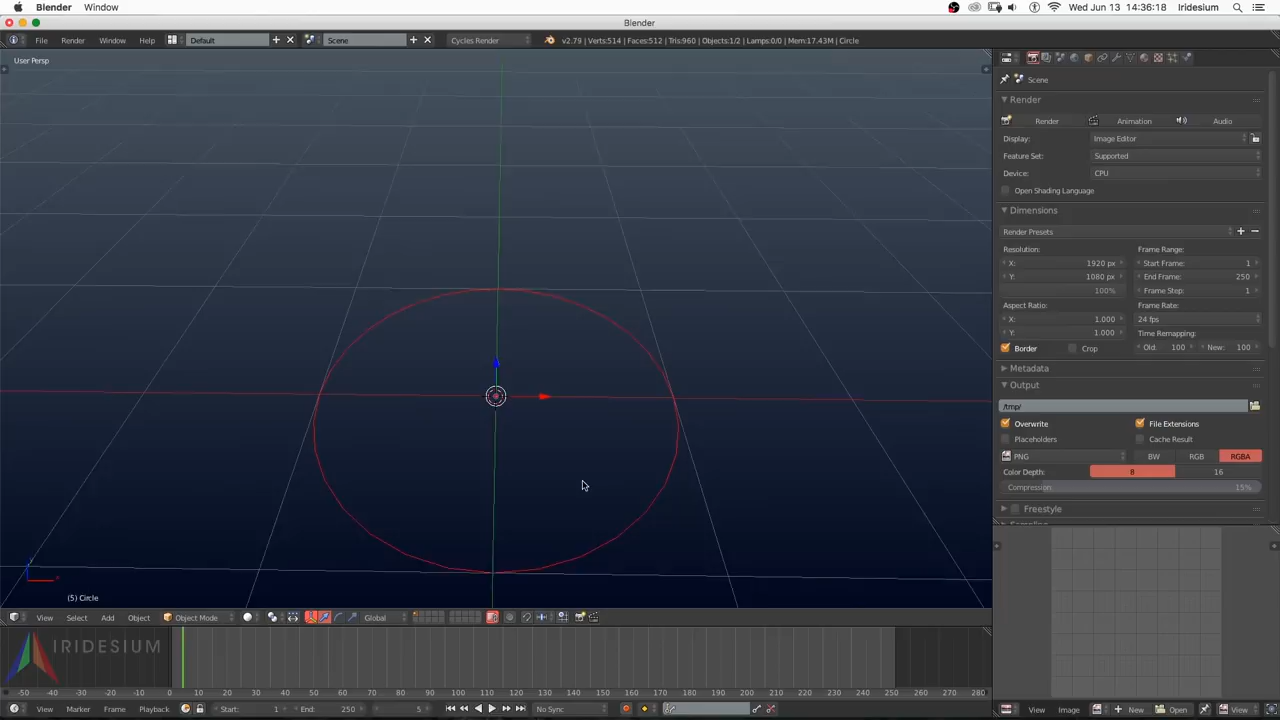 Blender Window Wed Jun 13 14:36:18 Iridesium
Blender
File Render Window Help Default Scene Cycles Render v2.79 | Verts:514 | Faces:512 | Tris:960 | Objects:1/2 | Lamps:0/0 | Mem:17.43M | Circle
User Persp
Scene
Render
Render Animation Audio
Display: Image Editor
Feature Set: Supported
Device: CPU
Open Shading Language
Dimensions
Render Presets
Resolution: Frame Range:
X: 1920 px Start Frame: 1
Y: 1080 px End Frame: 250
100% Frame Step: 1
Aspect Ratio: Frame Rate:
X: 1.000 24 fps
Y: 1.000 Time Remapping:
Border Crop Old: 100 New: 100
Metadata
Output
/tmp/
Overwrite File Extensions
Placeholders Cache Result
PNG BW RGB RGBA
Color Depth: 8 16
Compression: 15%
Freestyle
(5) Circle
View Select Add Object Object Mode Global
IRIDESIUM
-50 -40 -30 -20 -10 0 10 20 30 40 50 60 70 80 90 100 110 120 130 140 150 160 170 180 190 200 210 220 230 240 250 260 270 280
View Marker Frame Playback Start: 1 End: 250 5 No Sync
View Image New Open View